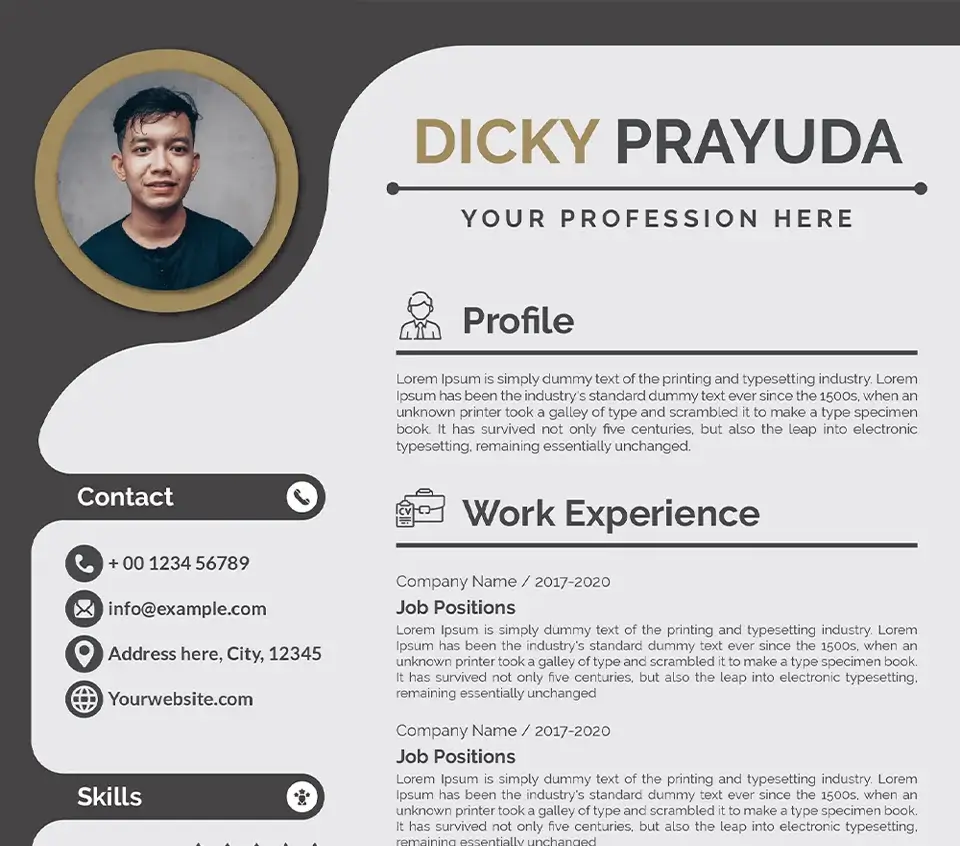 DICKY PRAYUDA
YOUR PROFESSION HERE
Profile
Lorem Ipsum is simply dummy text of the printing and typesetting industry. Lorem
Ipsum has been the industry's standard dummy text ever since the 1500s, when an
unknown printer took a galley of type and scrambled it to make a type specimen
book. It has survived not only five centuries, but also the leap into electronic
typesetting, remaining essentially unchanged.
CV
Work Experience
Company Name / 2017-2020
Job Positions
Lorem Ipsum is simply dummy text of the printing and typesetting industry. Lorem
Ipsum has been the industry's standard dummy text ever since the 1500s, when an
unknown printer took a galley of type and scrambled it to make a type specimen book.
It has survived not only five centuries, but also the leap into electronic typesetting,
remaining essentially unchanged
Company Name / 2017-2020
Job Positions
Lorem Ipsum is simply dummy text of the printing and typesetting industry. Lorem
Ipsum has been the industry's standard dummy text ever since the 1500s, when an
unknown printer took a galley of type and scrambled it to make a type specimen book.
It has survived not only five centuries, but also the leap into electronic typesetting,
remaining essentially unchanged
Contact
+ 00 1234 56789
info@example.com
Address here, City, 12345
Yourwebsite.com
Skills